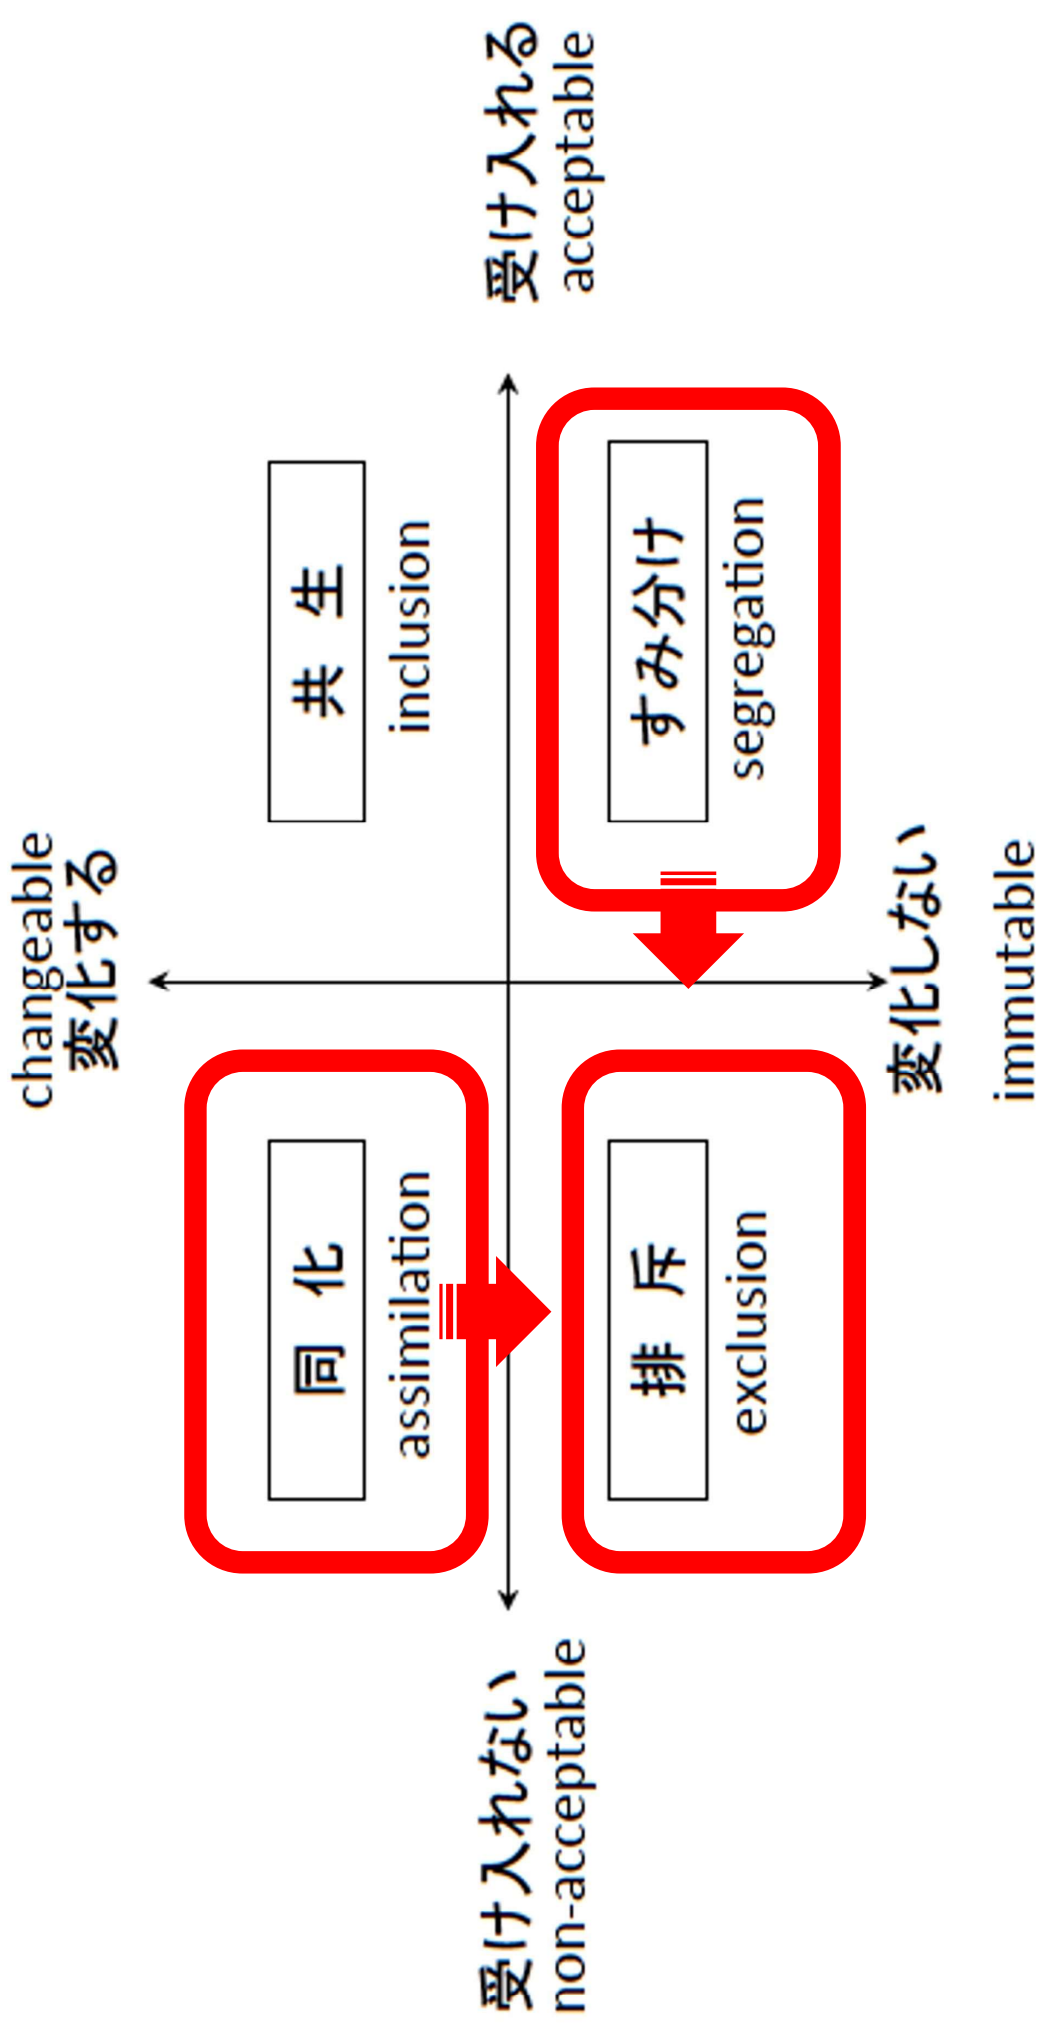 changeable
変化する
同 化
assimilation
共 生
inclusion
受け入れない
non-acceptable
受け入れる
acceptable
排 斥
exclusion
すみ分け
segregation
変化しない
immutable